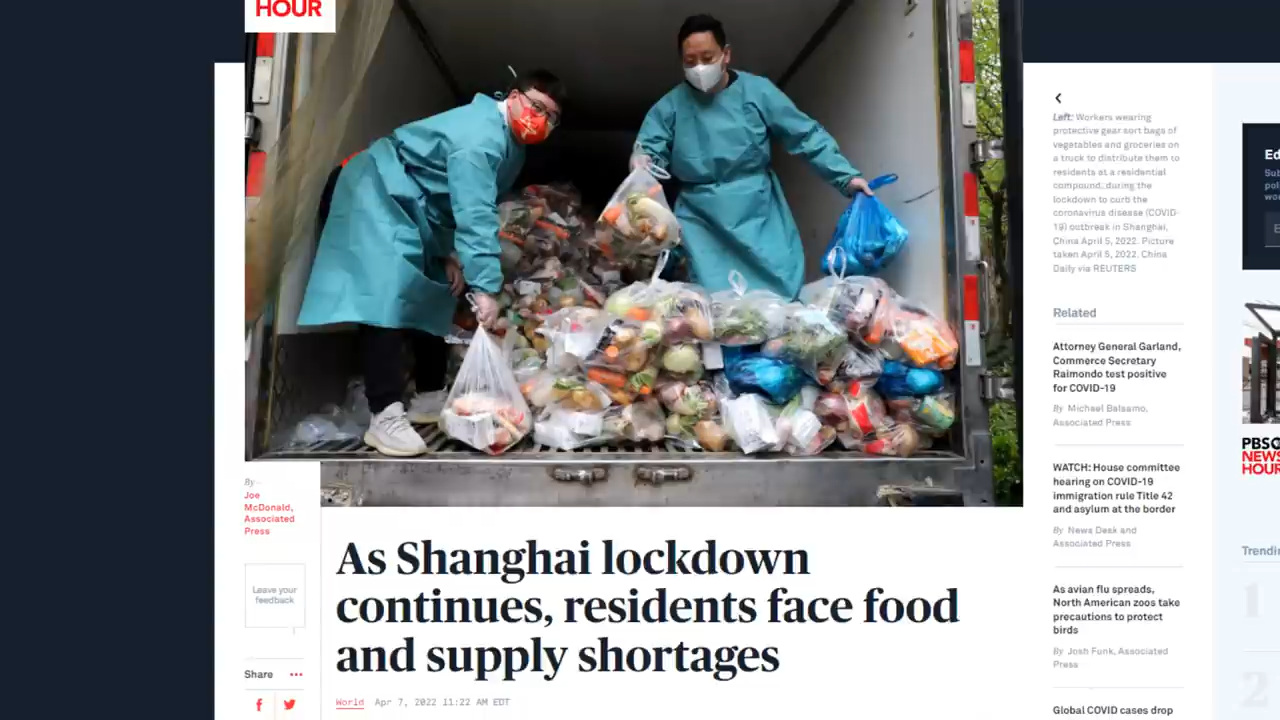 HOUR
By
Joe
McDonald,
Associated
Press
Leave your
feedback
Share
As Shanghai lockdown
continues, residents face food
and supply shortages
World Apr 7, 2022 11:22 AM EDT
Left: Workers wearing
protective gear sort bags of
vegetables and groceries on
a truck to distribute them to
residents at a residential
compound, during the
lockdown to curb the
coronavirus disease (COVID-
19) outbreak in Shanghai,
China April 5, 2022. Picture
taken April 5, 2022. China
Daily via REUTERS
Related
Attorney General Garland,
Commerce Secretary
Raimondo test positive
for COVID-19
By Michael Balsamo,
Associated Press
WATCH: House committee
hearing on COVID-19
immigration rule Title 42
and asylum at the border
By News Desk and
Associated Press
As avian flu spreads,
North American zoos take
precautions to protect
birds
By Josh Funk, Associated
Press
Global COVID cases drop
Ed
Sub
pol
wo
E
PBS
NEWS
HOUR
Trendi
1
2